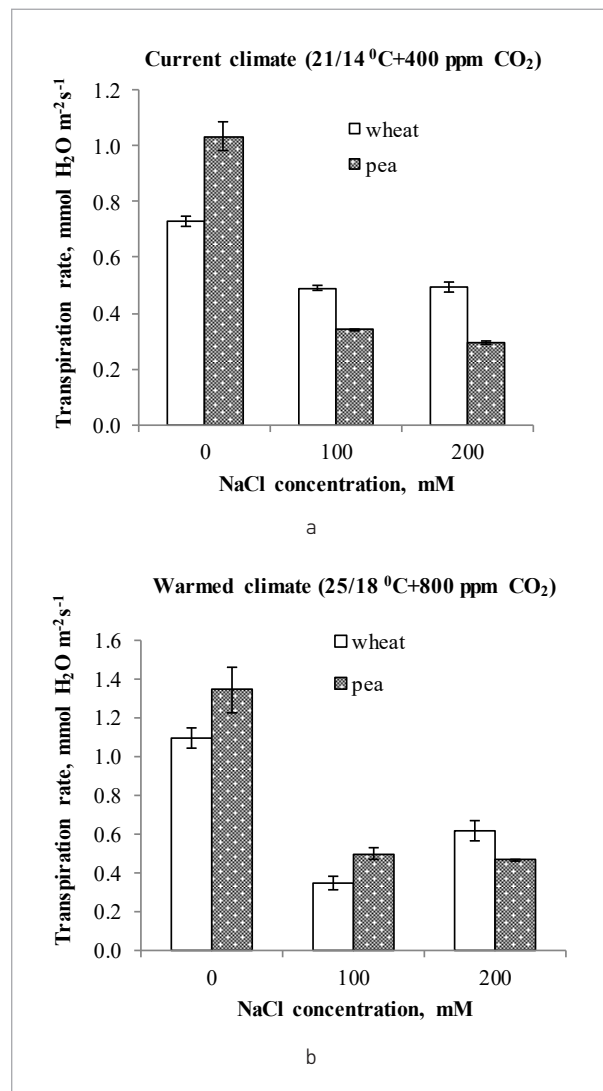 Current climate (21/14 ⁰C+400 ppm CO₂)
Transpiration rate, mmol H₂O m⁻²s⁻¹
1.2
1.0
0.8
0.6
0.4
0.2
0.0
wheat
pea
0 100 200
NaCl concentration, mM
a
Warmed climate (25/18 ⁰C+800 ppm CO₂)
Transpiration rate, mmol H₂O m⁻²s⁻¹
1.6
1.4
1.2
1.0
0.8
0.6
0.4
0.2
0.0
wheat
pea
0 100 200
NaCl concentration, mM
b